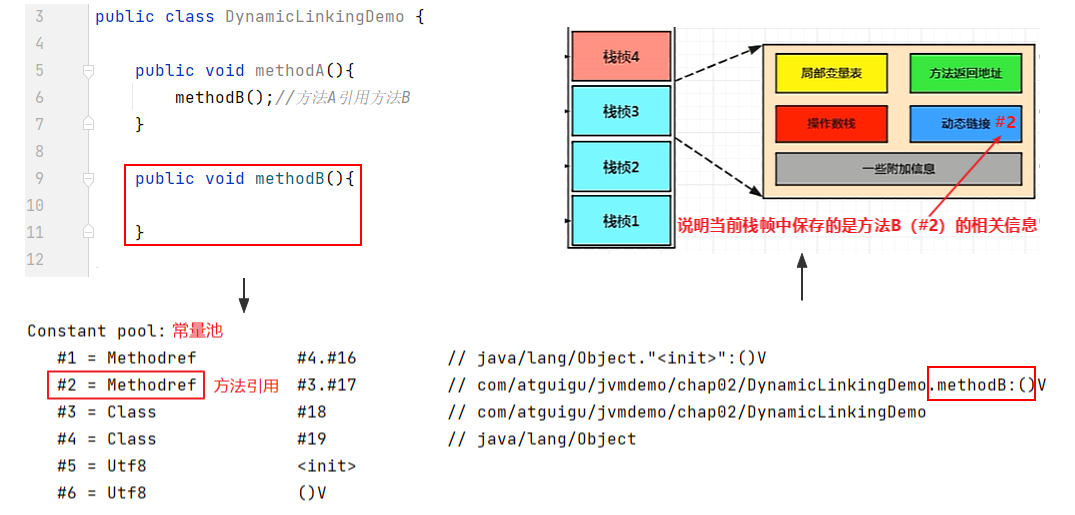 3 public class DynamicLinkingDemo {
4
5 public void methodA(){
6 methodB();//方法A引用方法B
7 }
8
9 public void methodB(){
10
11 }
12
栈桢4
栈桢3
栈桢2
栈桢1
局部变量表
方法返回地址
操作数栈
动态链接 #2
一些附加信息
说明当前栈帧中保存的是方法B（#2）的相关信息
Constant pool: 常量池
#1 = Methodref #4.#16 // java/lang/Object."<init>":()V
#2 = Methodref 方法引用 #3.#17 // com/atguigu/jvmdemo/chap02/DynamicLinkingDemo.methodB:()V
#3 = Class #18 // com/atguigu/jvmdemo/chap02/DynamicLinkingDemo
#4 = Class #19 // java/lang/Object
#5 = Utf8 <init>
#6 = Utf8 ()V